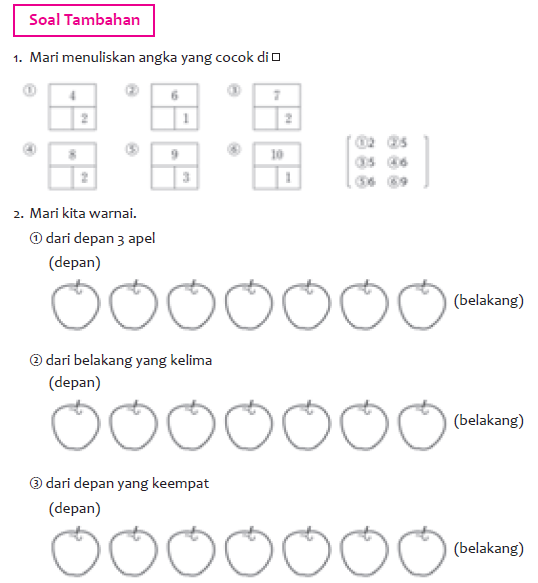 Soal Tambahan
1. Mari menuliskan angka yang cocok di □
① 4 2 ② 6 1 ③ 7 2
④ 8 2 ⑤ 9 3 ⑥ 10 1
①2 ②5
③5 ④6
⑤6 ⑥9
2. Mari kita warnai.
① dari depan 3 apel
(depan)
(belakang)
② dari belakang yang kelima
(depan)
(belakang)
③ dari depan yang keempat
(depan)
(belakang)